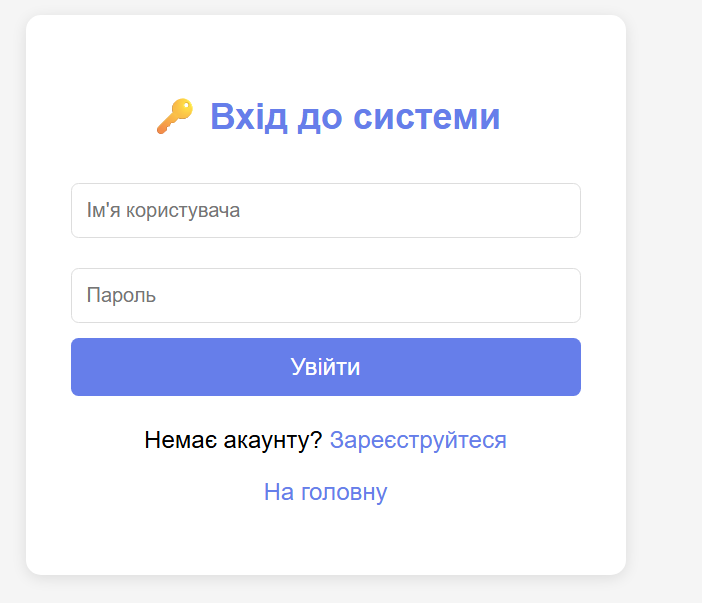 Вхід до системи
Ім'я користувача
Пароль
Увійти
Немає акаунту? Зареєструйтеся
На головну